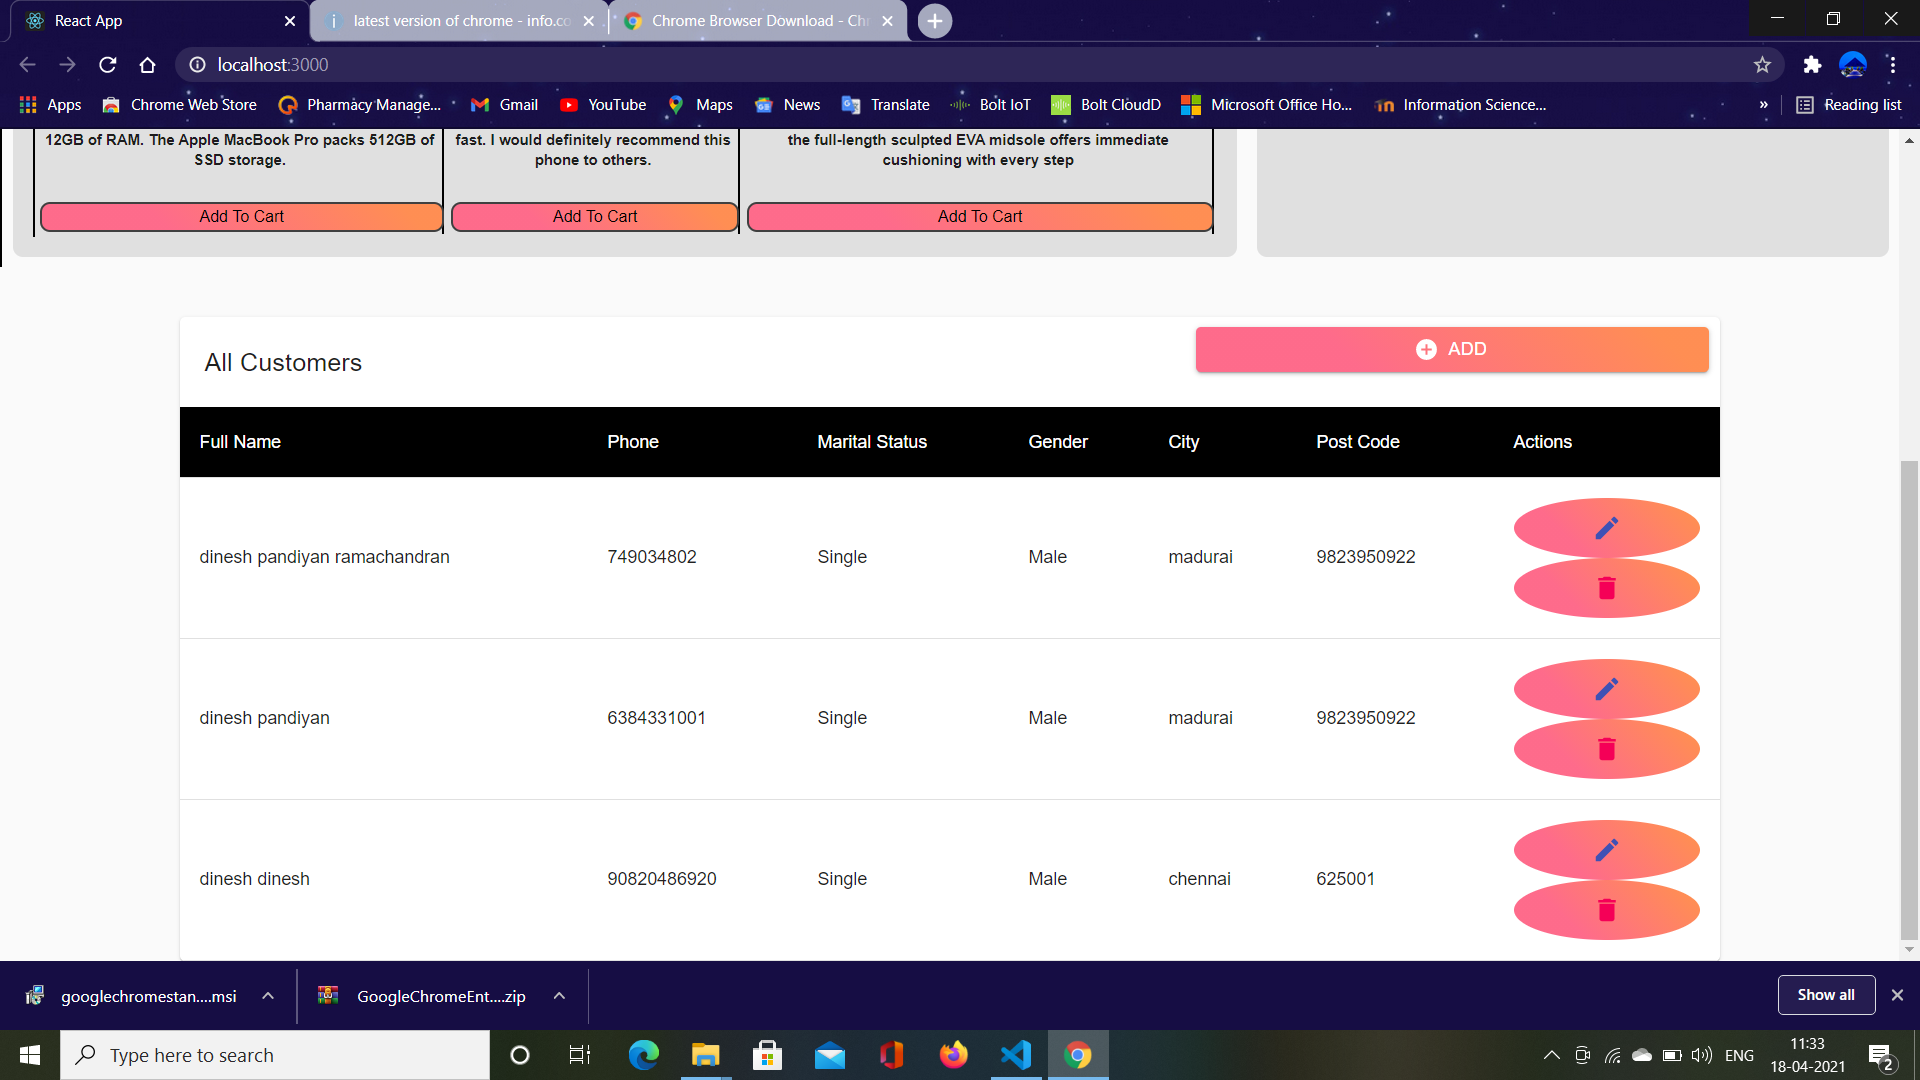 React App
latest version of chrome - info.co
Chrome Browser Download - Ch
localhost:3000
Apps
Chrome Web Store
Pharmacy Manage...
Gmail
YouTube
Maps
News
Translate
Bolt IoT
Bolt ClouD
Microsoft Office Ho...
Information Science...
»
Reading list
12GB of RAM. The Apple MacBook Pro packs 512GB of
SSD storage.
fast. I would definitely recommend this
phone to others.
the full-length sculpted EVA midsole offers immediate
cushioning with every step
Add To Cart
Add To Cart
Add To Cart
All Customers
ADD
Full Name Phone Marital Status Gender City Post Code Actions
dinesh pandiyan ramachandran 749034802 Single Male madurai 9823950922
dinesh pandiyan 6384331001 Single Male madurai 9823950922
dinesh dinesh 90820486920 Single Male chennai 625001
googlechromestan....msi
GoogleChromeEnt....zip
Show all
Type here to search
ENG
11:33
18-04-2021
2